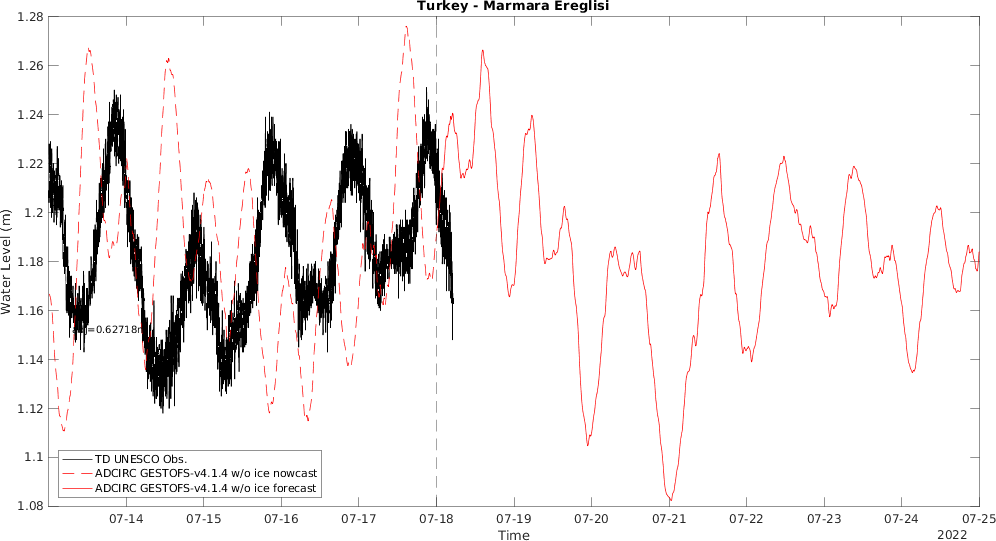 Turkey - Marmara Ereglisi
1.28
1.26
1.24
1.22
1.2
1.18
1.16
1.14
1.12
1.1
1.08
Water Level (m)
=0.62718
TD UNESCO Obs.
ADCIRC GESTOFS-v4.1.4 w/o ice nowcast
ADCIRC GESTOFS-v4.1.4 w/o ice forecast
07-14 07-15 07-16 07-17 07-18 07-19 07-20 07-21 07-22 07-23 07-24 07-25
Time
2022